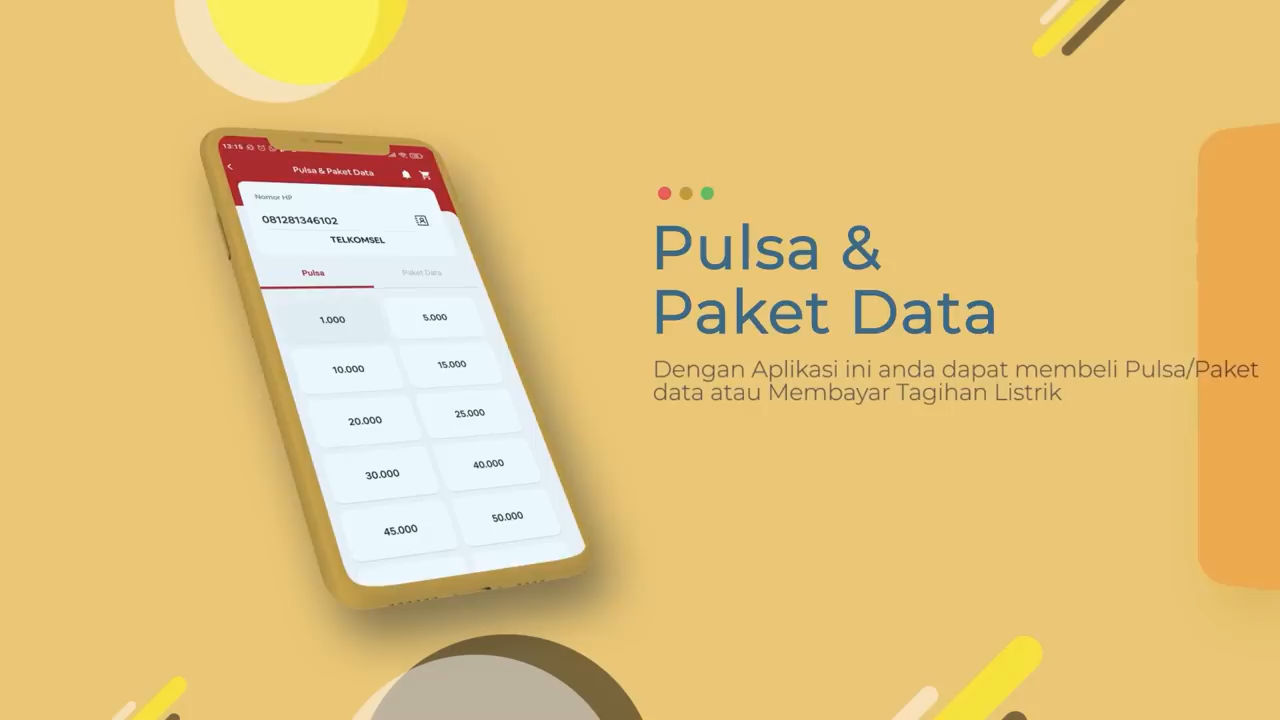 13:15
Pulsa & Paket Data
Nomor HP
081281346102
TELKOMSEL
Pulsa
Paket Data
1.000
5.000
10.000
15.000
20.000
25.000
30.000
40.000
45.000
50.000
Pulsa &
Paket Data
Dengan Aplikasi ini anda dapat membeli Pulsa/Paket
data atau Membayar Tagihan Listrik